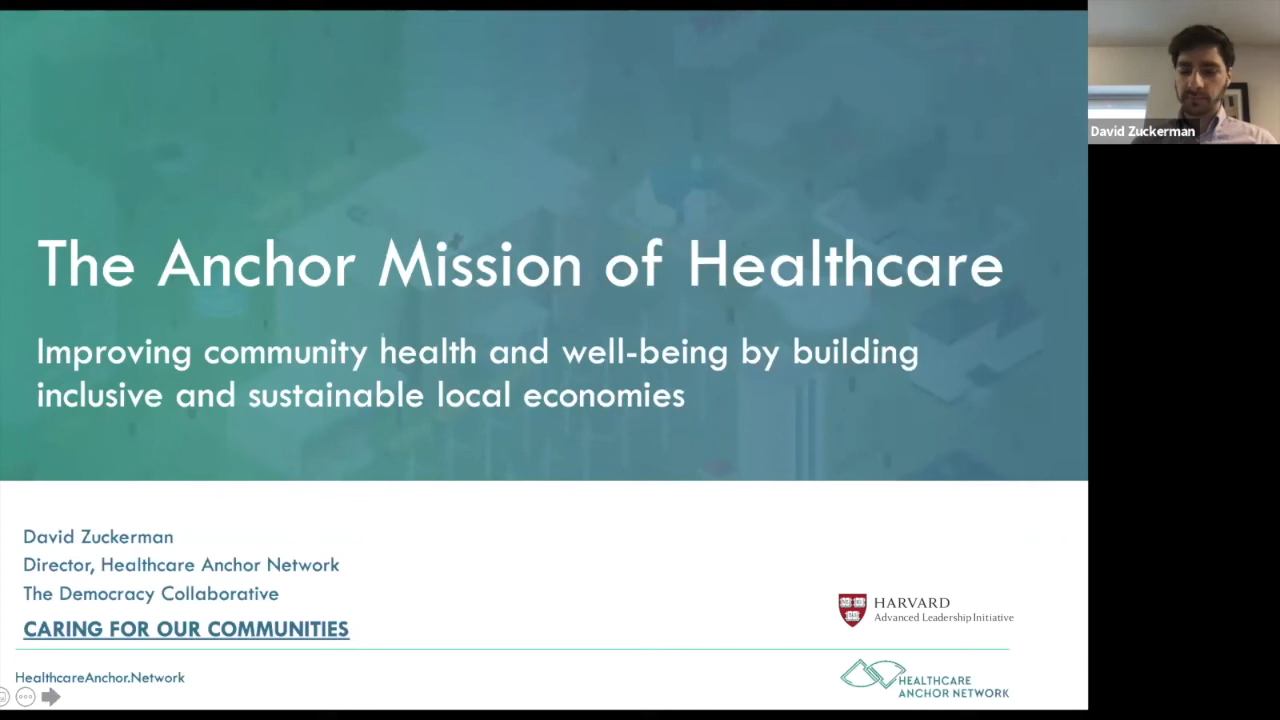 The Anchor Mission of Healthcare
Improving community health and well-being by building
inclusive and sustainable local economies
David Zuckerman
Director, Healthcare Anchor Network
The Democracy Collaborative
CARING FOR OUR COMMUNITIES
HealthcareAnchor.Network
HARVARD
Advanced Leadership Initiative
HEALTHCARE
ANCHOR NETWORK
David Zuckerman